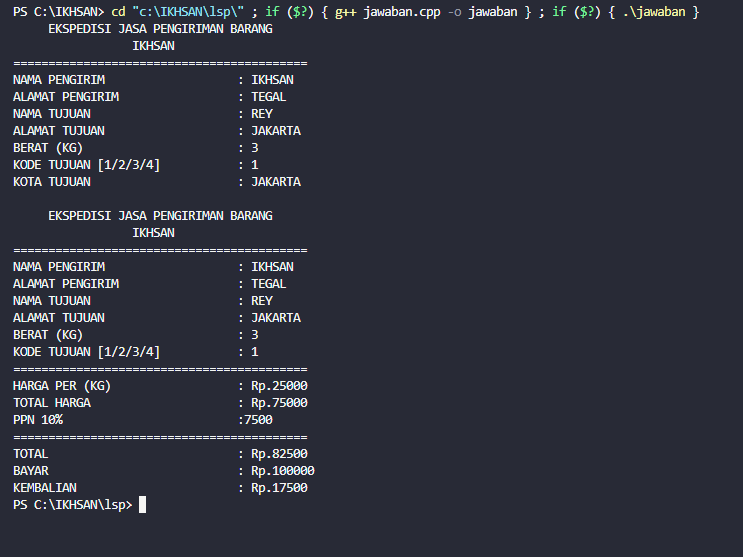 PS C:\IKHSAN> cd "c:\IKHSAN\lsp\" ; if ($?) { g++ jawaban.cpp -o jawaban } ; if ($?) { .\jawaban }
EKSPEDISI JASA PENGIRIMAN BARANG
IKHSAN
==========================================
NAMA PENGIRIM : IKHSAN
ALAMAT PENGIRIM : TEGAL
NAMA TUJUAN : REY
ALAMAT TUJUAN : JAKARTA
BERAT (KG) : 3
KODE TUJUAN [1/2/3/4] : 1
KOTA TUJUAN : JAKARTA
EKSPEDISI JASA PENGIRIMAN BARANG
IKHSAN
==========================================
NAMA PENGIRIM : IKHSAN
ALAMAT PENGIRIM : TEGAL
NAMA TUJUAN : REY
ALAMAT TUJUAN : JAKARTA
BERAT (KG) : 3
KODE TUJUAN [1/2/3/4] : 1
==========================================
HARGA PER (KG) : Rp.25000
TOTAL HARGA : Rp.75000
PPN 10% :7500
==========================================
TOTAL : Rp.82500
BAYAR : Rp.100000
KEMBALIAN : Rp.17500
PS C:\IKHSAN\lsp>